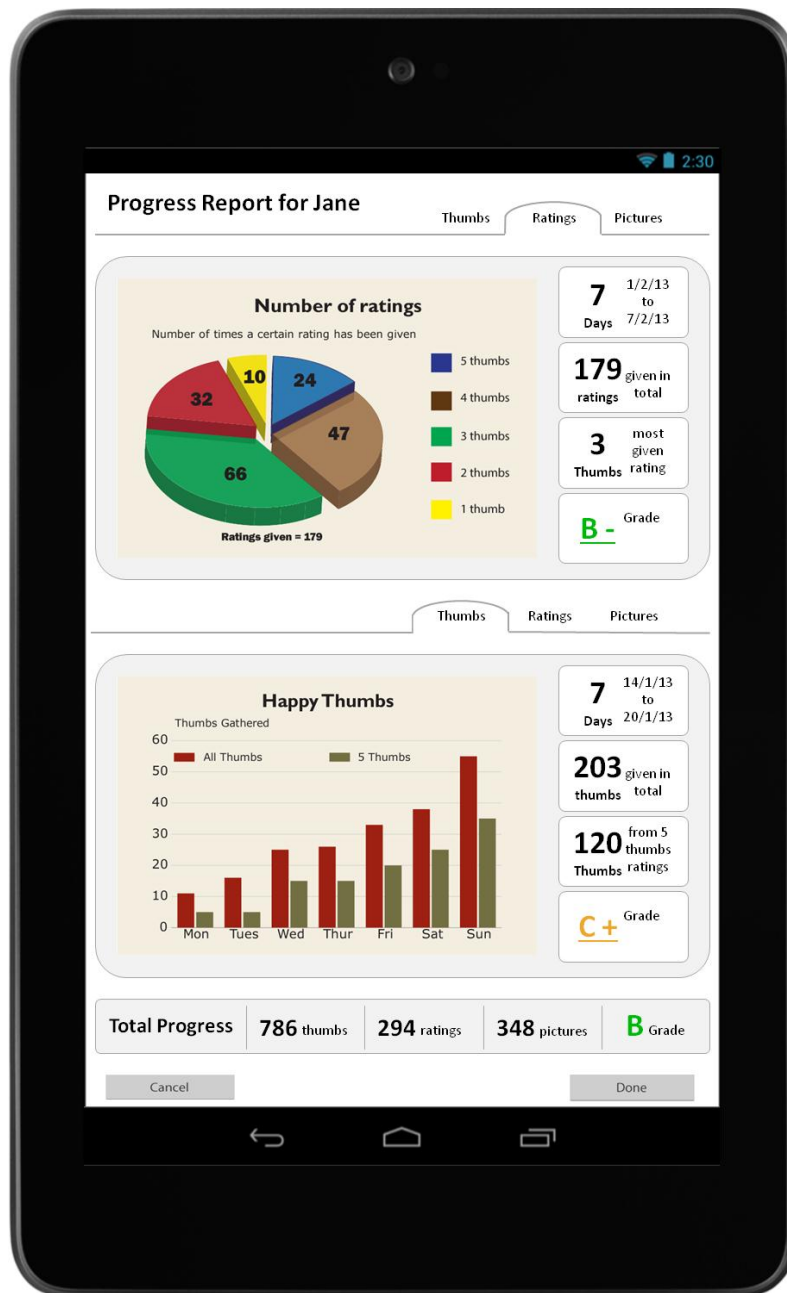 2:30
Progress Report for Jane
Thumbs Ratings Pictures
Number of ratings
Number of times a certain rating has been given
10 24
32 47
66
5 thumbs
4 thumbs
3 thumbs
2 thumbs
1 thumb
Ratings given = 179
7 Days 1/2/13
to
7/2/13
179 given in
ratings total
3 most
given
Thumbs rating
B - Grade
Thumbs Ratings Pictures
Happy Thumbs
Thumbs Gathered
60
All Thumbs 5 Thumbs
50
40
30
20
10
0
Mon Tues Wed Thur Fri Sat Sun
7 Days 14/1/13
to
20/1/13
203 given in
thumbs total
120 from 5
thumbs
Thumbs ratings
C + Grade
Total Progress 786 thumbs 294 ratings 348 pictures B Grade
Cancel Done